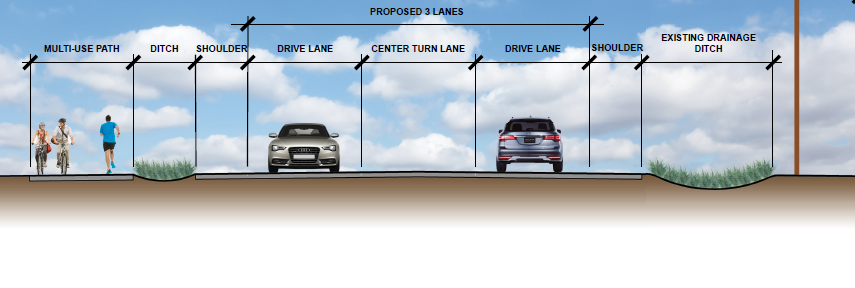 PROPOSED 3 LANES
MULTI-USE PATH
DITCH
SHOULDER
DRIVE LANE
CENTER TURN LANE
DRIVE LANE
SHOULDER
EXISTING DRAINAGE
DITCH